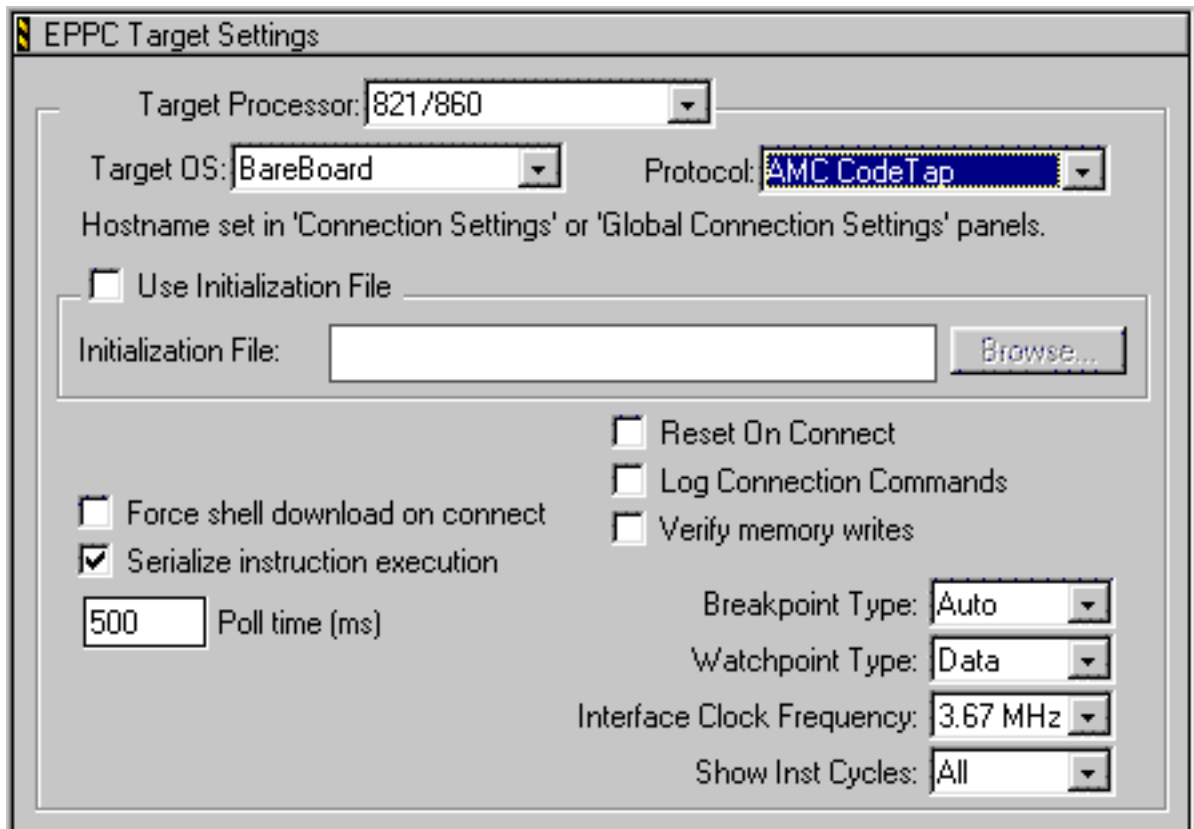 EPPC Target Settings
Target Processor: 821/860
Target OS: BareBoard Protocol: AMC CodeTap
Hostname set in 'Connection Settings' or 'Global Connection Settings' panels.
Use Initialization File
Initialization File: Browse...
Reset On Connect
Log Connection Commands
Force shell download on connect
Verify memory writes
Serialize instruction execution
Breakpoint Type: Auto
500 Poll time (ms)
Watchpoint Type: Data
Interface Clock Frequency: 3.67 MHz
Show Inst Cycles: All